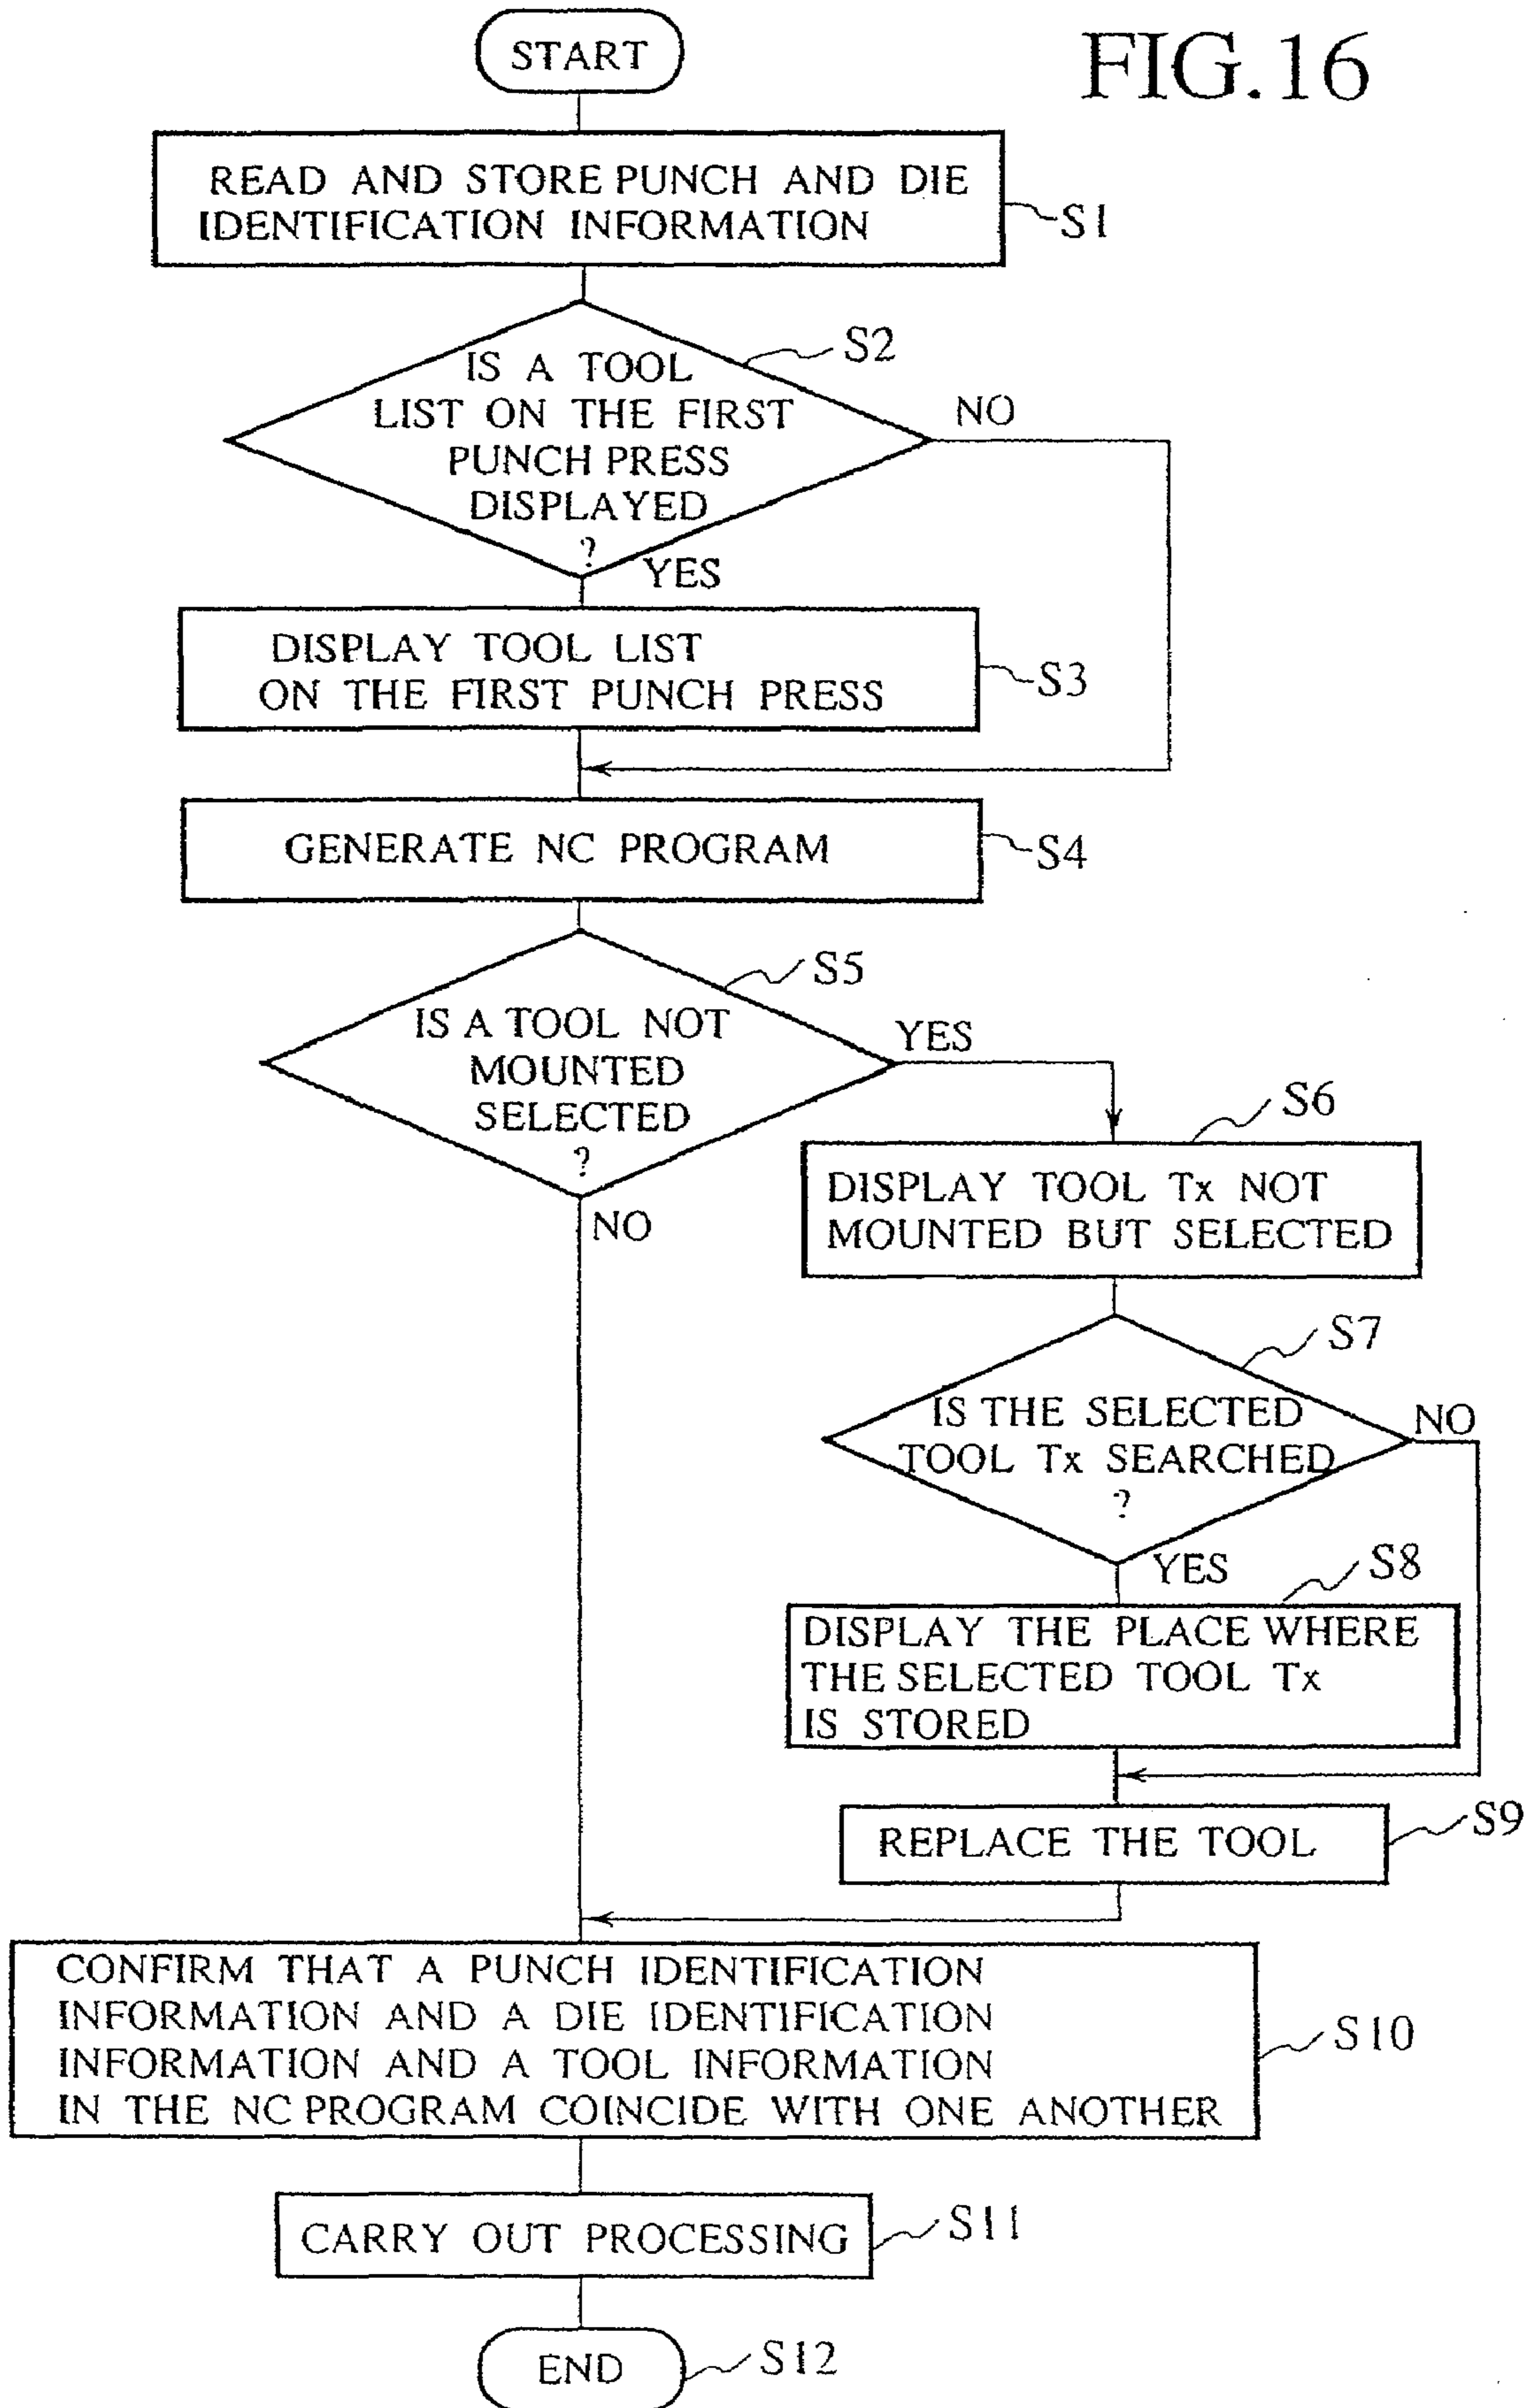 FIG.16
START
READ AND STORE PUNCH AND DIE
IDENTIFICATION INFORMATION
S1
S2
IS A TOOL
LIST ON THE FIRST
PUNCH PRESS
DISPLAYED
?
NO
YES
DISPLAY TOOL LIST
ON THE FIRST PUNCH PRESS
S3
GENERATE NC PROGRAM
S4
S5
IS A TOOL NOT
MOUNTED
SELECTED
?
YES
NO
S6
DISPLAY TOOL Tx NOT
MOUNTED BUT SELECTED
S7
IS THE SELECTED
TOOL Tx SEARCHED
?
NO
YES
S8
DISPLAY THE PLACE WHERE
THE SELECTED TOOL Tx
IS STORED
REPLACE THE TOOL
S9
CONFIRM THAT A PUNCH IDENTIFICATION
INFORMATION AND A DIE IDENTIFICATION
INFORMATION AND A TOOL INFORMATION
IN THE NC PROGRAM COINCIDE WITH ONE ANOTHER
S10
CARRY OUT PROCESSING
S11
END
S12